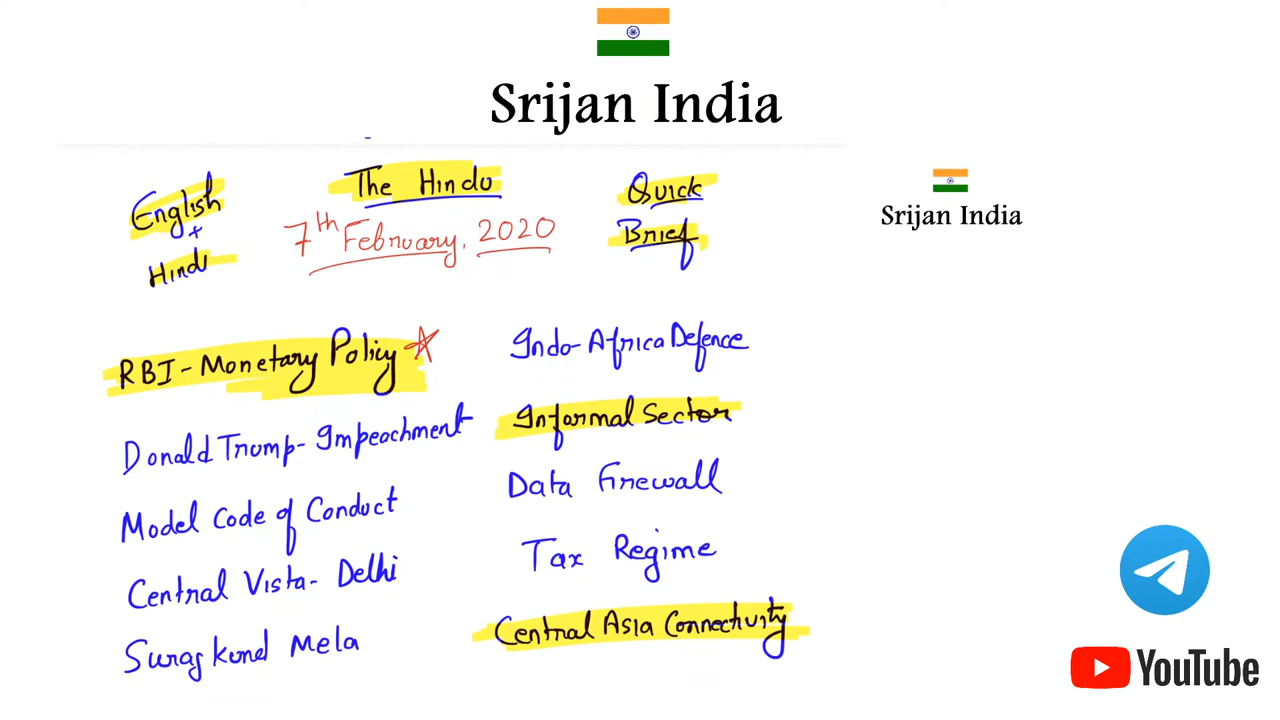 Srijan India
English
+
Hindi
The Hindu
7th February, 2020
Quick
Brief
Srijan India
RBI - Monetary Policy
Donald Trump - Impeachment
Model Code of Conduct
Central Vista - Delhi
Surajkund Mela
Indo-Africa Defence
Informal Sector
Data Firewall
Tax Regime
Central Asia Connectivity
YouTube